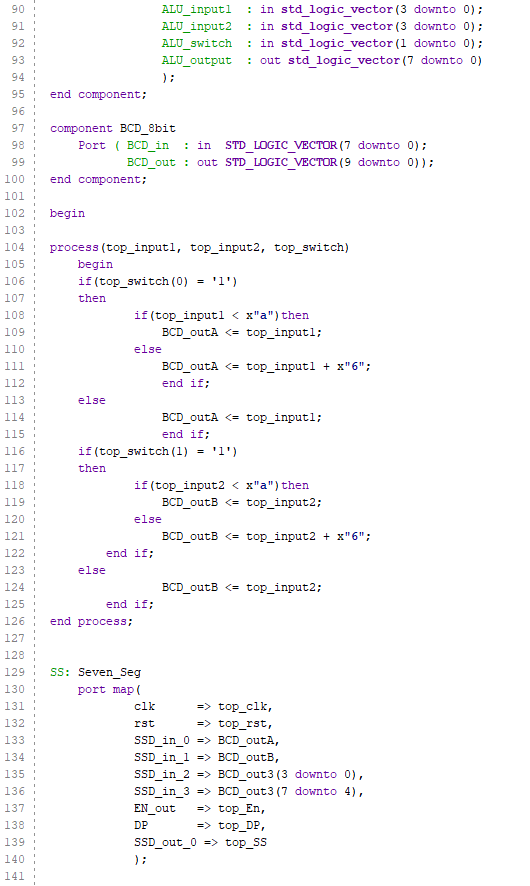 90 ALU_input1 : in std_logic_vector(3 downto 0);
91 ALU_input2 : in std_logic_vector(3 downto 0);
92 ALU_switch : in std_logic_vector(1 downto 0);
93 ALU_output : out std_logic_vector(7 downto 0)
94 );
95 end component;
96
97 component BCD_8bit
98 Port ( BCD_in : in STD_LOGIC_VECTOR(7 downto 0);
99 BCD_out : out STD_LOGIC_VECTOR(9 downto 0));
100 end component;
101
102 begin
103
104 process(top_input1, top_input2, top_switch)
105 begin
106 if(top_switch(0) = '1')
107 then
108 if(top_input1 < x"a")then
109 BCD_outA <= top_input1;
110 else
111 BCD_outA <= top_input1 + x"6";
112 end if;
113 else
114 BCD_outA <= top_input1;
115 end if;
116 if(top_switch(1) = '1')
117 then
118 if(top_input2 < x"a")then
119 BCD_outB <= top_input2;
120 else
121 BCD_outB <= top_input2 + x"6";
122 end if;
123 else
124 BCD_outB <= top_input2;
125 end if;
126 end process;
127
128
129 SS: Seven_Seg
130 port map(
131 clk => top_clk,
132 rst => top_rst,
133 SSD_in_0 => BCD_outA,
134 SSD_in_1 => BCD_outB,
135 SSD_in_2 => BCD_out3(3 downto 0),
136 SSD_in_3 => BCD_out3(7 downto 4),
137 EN_out => top_En,
138 DP => top_DP,
139 SSD_out_0 => top_SS
140 );
141